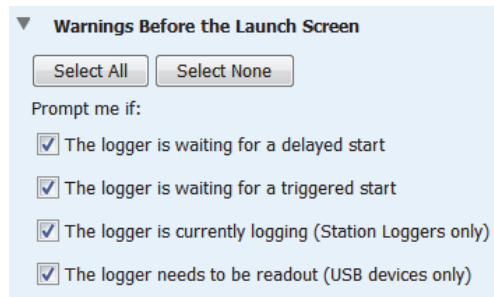 Warnings Before the Launch Screen
Select All Select None
Prompt me if:
The logger is waiting for a delayed start
The logger is waiting for a triggered start
The logger is currently logging (Station Loggers only)
The logger needs to be readout (USB devices only)